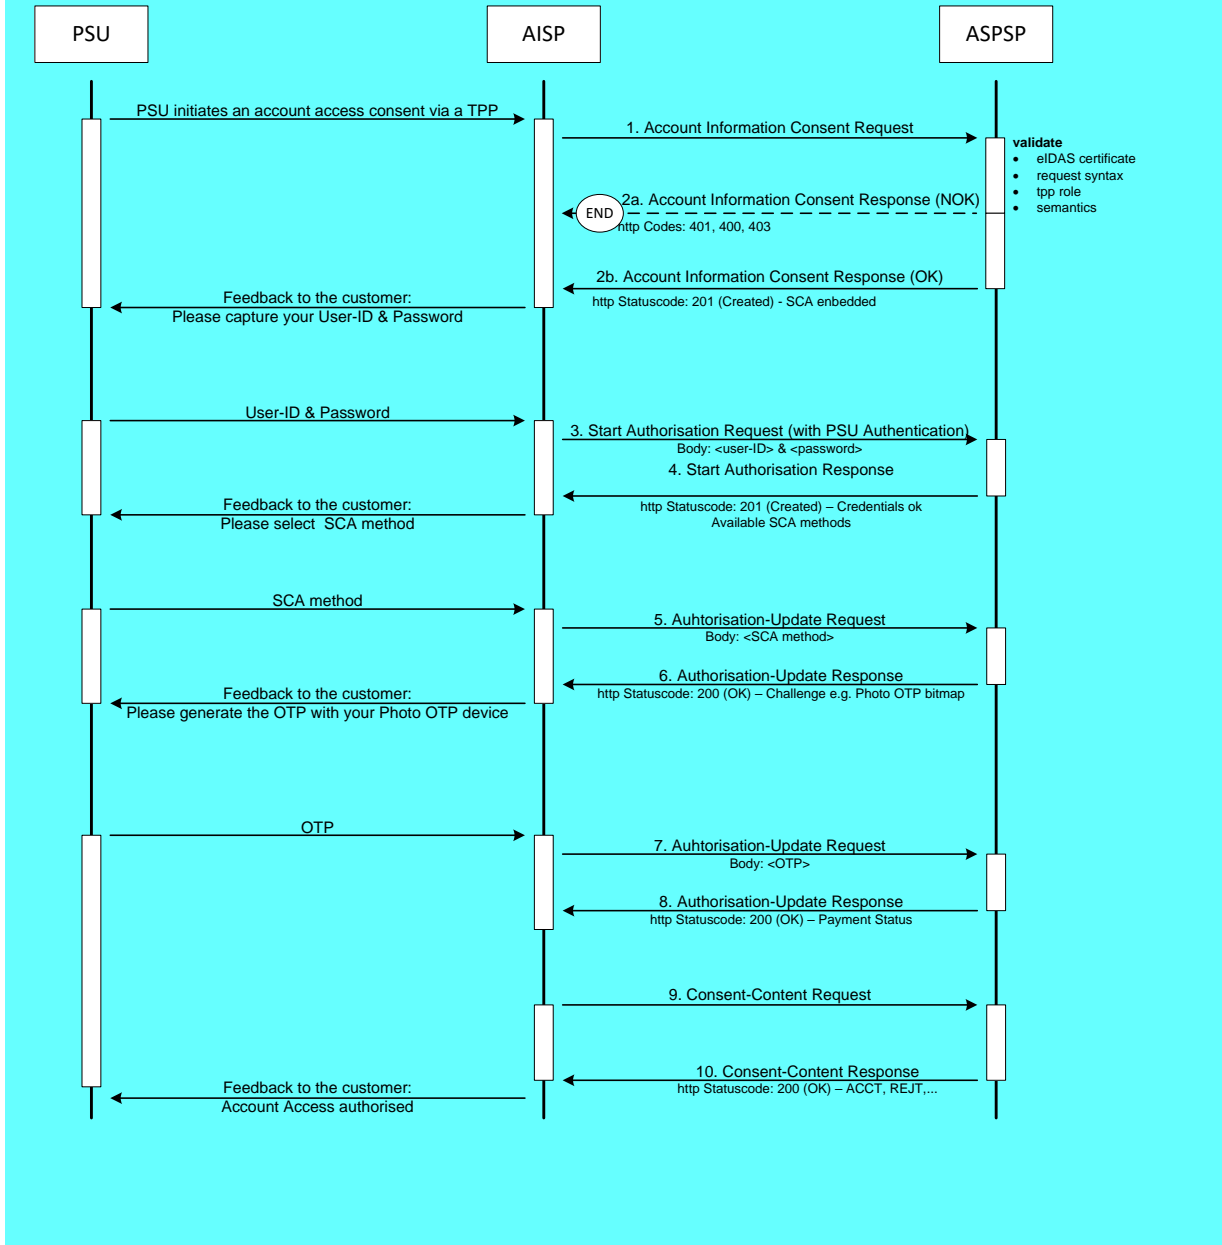 PSU
AISP
ASPSP
PSU initiates an account access consent via a TPP
1. Account Information Consent Request
validate
• eIDAS certificate
• request syntax
• tpp role
• semantics
2a. Account Information Consent Response (NOK)
END
http Codes: 401, 400, 403
2b. Account Information Consent Response (OK)
http Statuscode: 201 (Created) - SCA enbedded
Feedback to the customer:
Please capture your User-ID & Password
User-ID & Password
3. Start Authorisation Request (with PSU Authentication)
Body: <user-ID> & <password>
4. Start Authorisation Response
http Statuscode: 201 (Created) – Credentials ok
Available SCA methods
Feedback to the customer:
Please select SCA method
SCA method
5. Auhtorisation-Update Request
Body: <SCA method>
6. Authorisation-Update Response
http Statuscode: 200 (OK) – Challenge e.g. Photo OTP bitmap
Feedback to the customer:
Please generate the OTP with your Photo OTP device
OTP
7. Auhtorisation-Update Request
Body: <OTP>
8. Authorisation-Update Response
http Statuscode: 200 (OK) – Payment Status
9. Consent-Content Request
10. Consent-Content Response
http Statuscode: 200 (OK) – ACCT, REJT,...
Feedback to the customer:
Account Access authorised